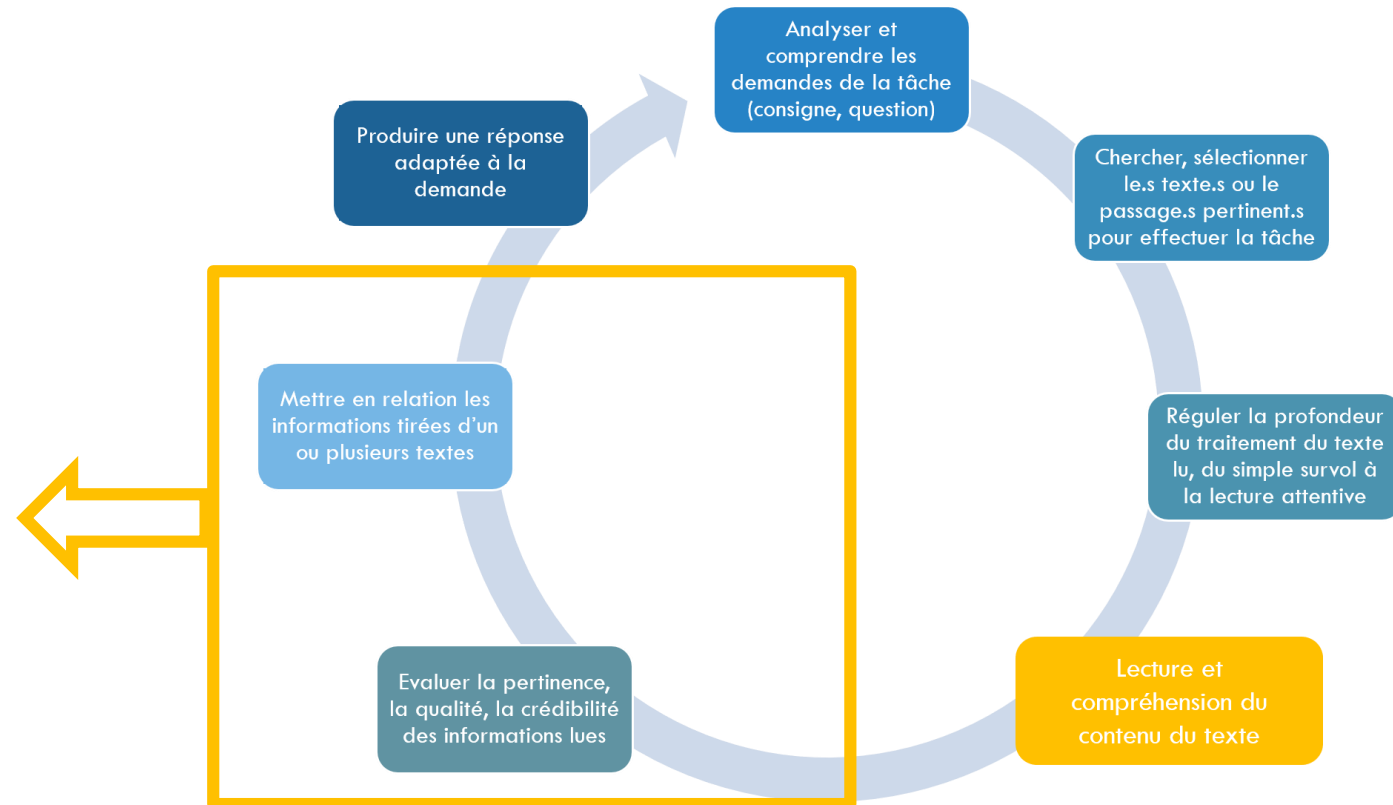 Analyser et
comprendre les
demandes de la tâche
(consigne, question)
Chercher, sélectionner
le.s texte.s ou le
passage.s pertinent.s
pour effectuer la tâche
Réguler la profondeur
du traitement du texte
lu, du simple survol à
la lecture attentive
Lecture et
compréhension du
contenu du texte
Evaluer la pertinence,
la qualité, la crédibilité
des informations lues
Mettre en relation les
informations tirées d'un
ou plusieurs textes
Produire une réponse
adaptée à la
demande